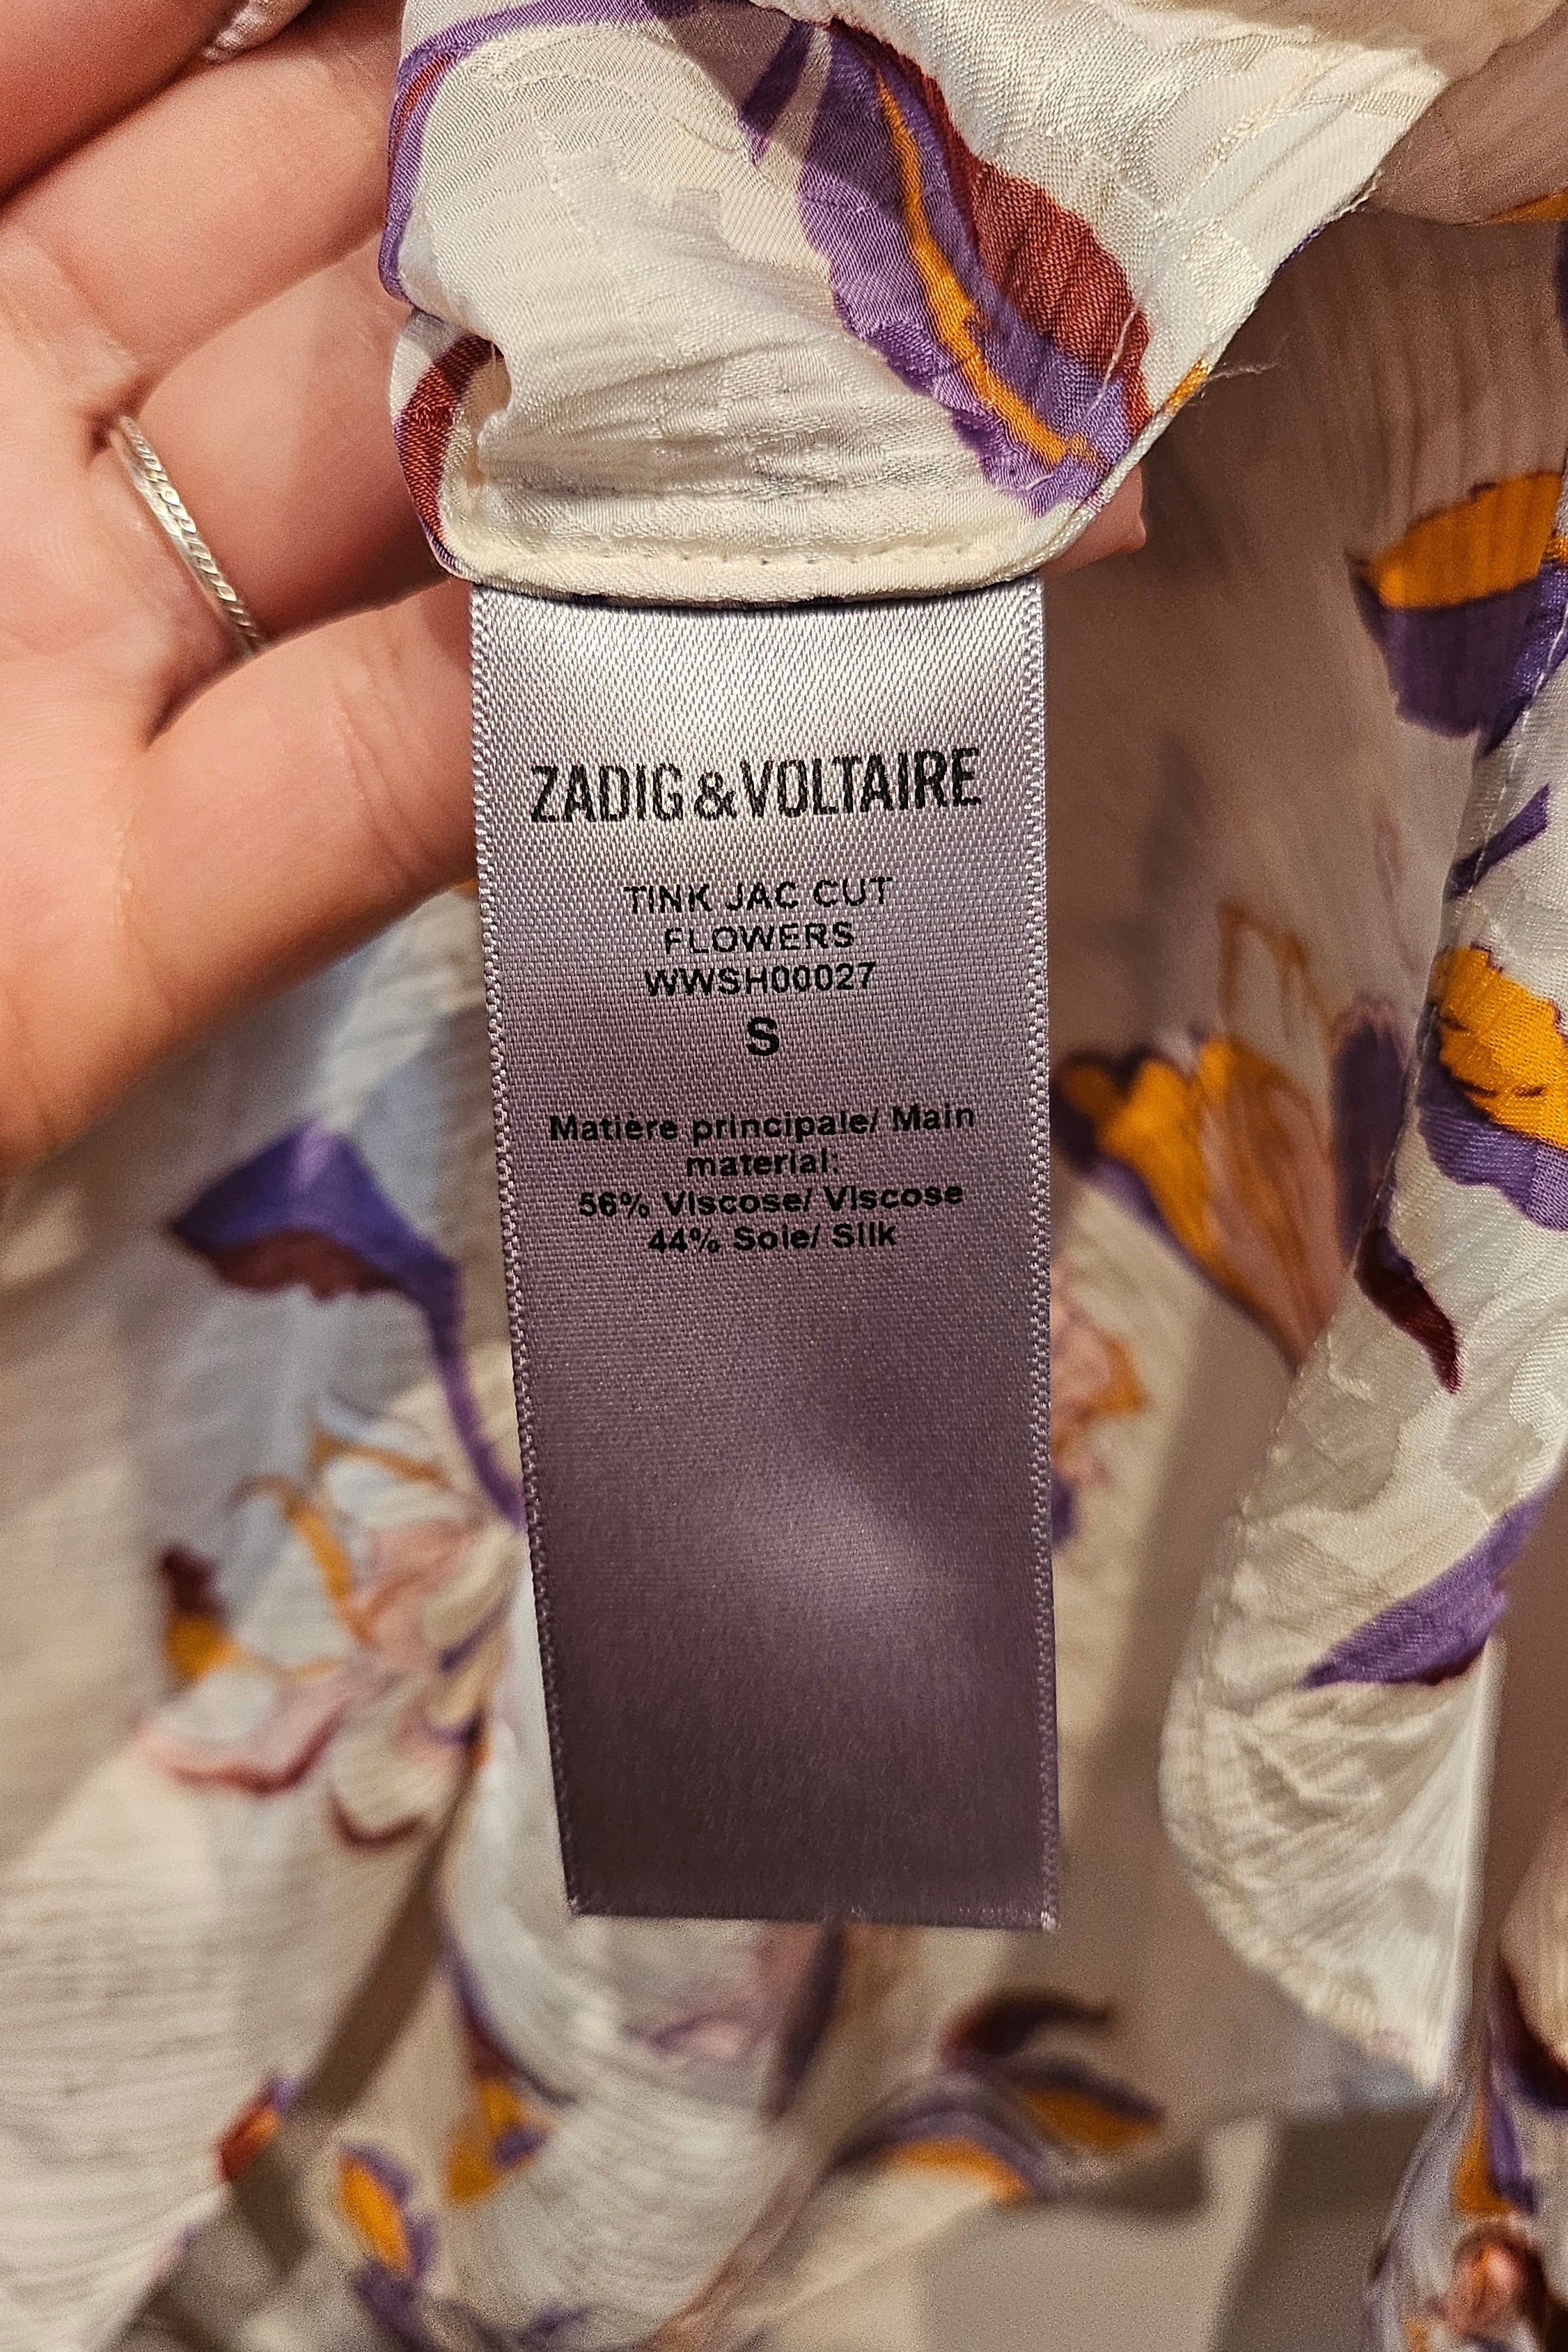 ZADIG&VOLTAIRE
TINK JAC CUT
FLOWERS
WWSH00027
S
Matière principale/ Main
material:
56% Viscose/ Viscose
44% Soie/ Silk